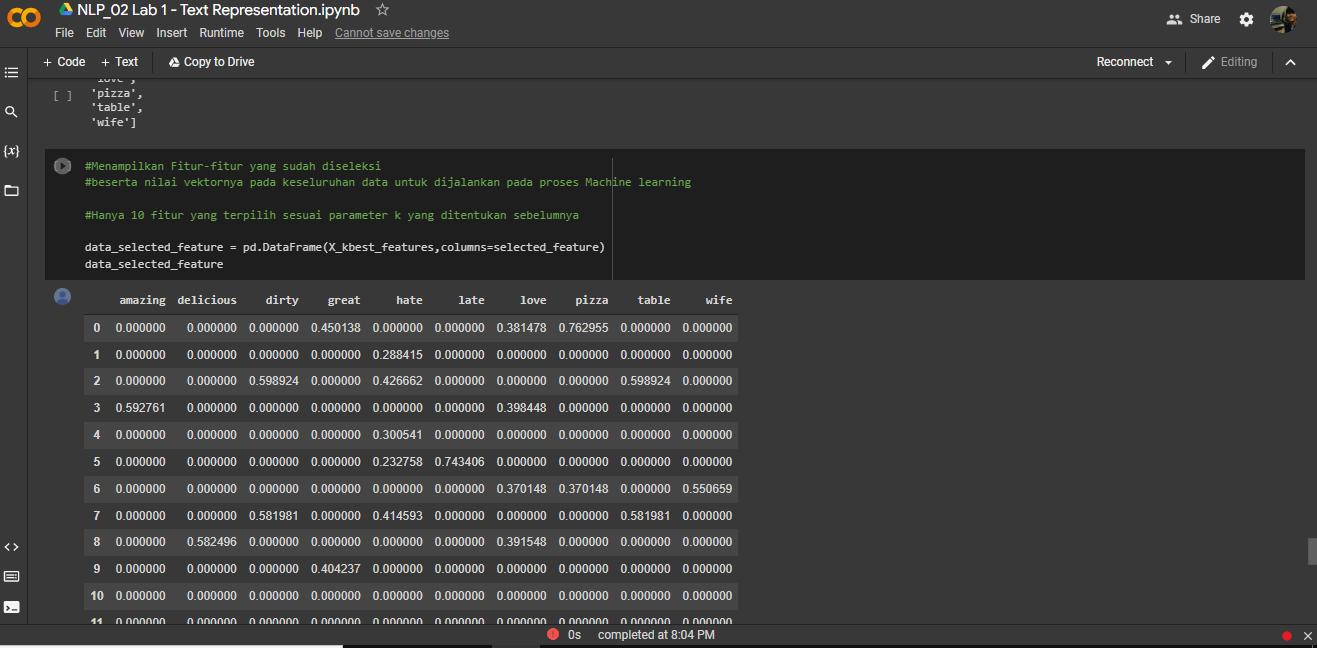 NLP_02 Lab 1 - Text Representation.ipynb
File Edit View Insert Runtime Tools Help Cannot save changes
Share
+ Code + Text Copy to Drive
Reconnect
Editing
'love',
[ ] 'pizza',
'table',
'wife']
{x}
#Menampilkan Fitur-fitur yang sudah diseleksi
#beserta nilai vektornya pada keseluruhan data untuk dijalankan pada proses Machine learning
#Hanya 10 fitur yang terpilih sesuai parameter k yang ditentukan sebelumnya
data_selected_feature = pd.DataFrame(X_kbest_features,columns=selected_feature)
data_selected_feature
amazing delicious dirty great hate late love pizza table wife
0 0.000000 0.000000 0.000000 0.450138 0.000000 0.000000 0.381478 0.762955 0.000000 0.000000
1 0.000000 0.000000 0.000000 0.000000 0.288415 0.000000 0.000000 0.000000 0.000000 0.000000
2 0.000000 0.000000 0.598924 0.000000 0.426662 0.000000 0.000000 0.000000 0.598924 0.000000
3 0.592761 0.000000 0.000000 0.000000 0.000000 0.000000 0.398448 0.000000 0.000000 0.000000
4 0.000000 0.000000 0.000000 0.000000 0.300541 0.000000 0.000000 0.000000 0.000000 0.000000
5 0.000000 0.000000 0.000000 0.000000 0.232758 0.743406 0.000000 0.000000 0.000000 0.000000
6 0.000000 0.000000 0.000000 0.000000 0.000000 0.000000 0.370148 0.370148 0.000000 0.550659
7 0.000000 0.000000 0.581981 0.000000 0.414593 0.000000 0.000000 0.000000 0.581981 0.000000
8 0.000000 0.582496 0.000000 0.000000 0.000000 0.000000 0.391548 0.000000 0.000000 0.000000
9 0.000000 0.000000 0.000000 0.404237 0.000000 0.000000 0.000000 0.000000 0.000000 0.000000
10 0.000000 0.000000 0.000000 0.000000 0.000000 0.000000 0.000000 0.000000 0.000000 0.000000
11 0.000000 0.000000 0.000000 0.000000 0.000000 0.000000 0.000000 0.000000 0.000000 0.000000
0s completed at 8:04 PM